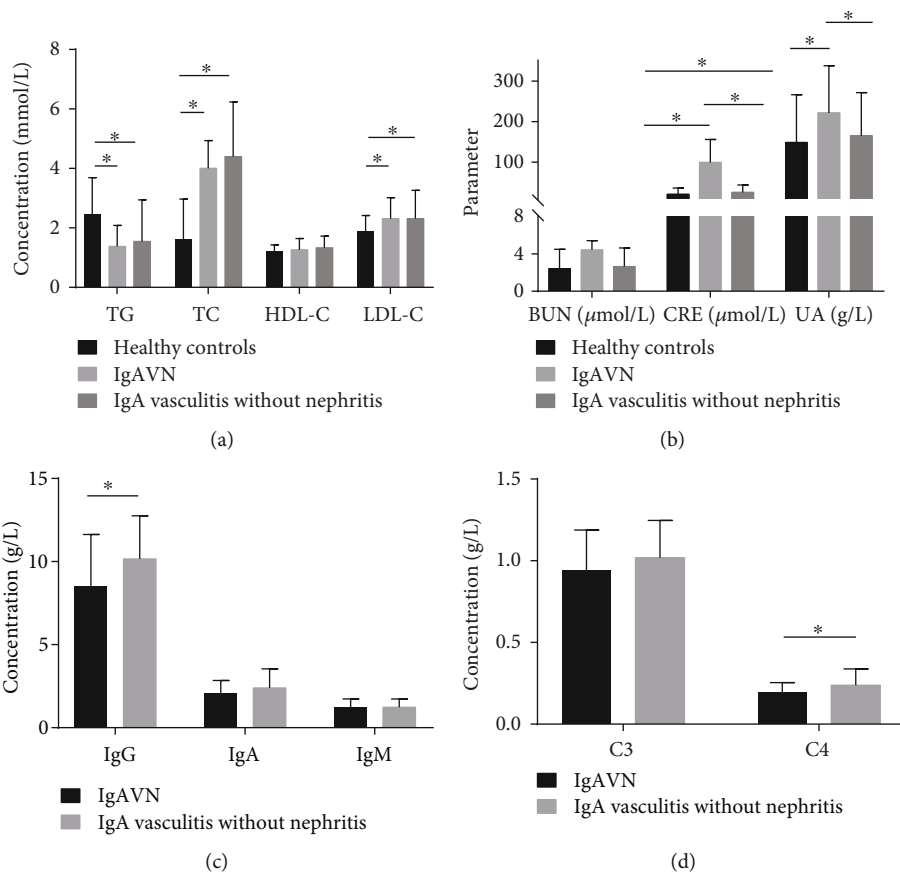 (a)
Concentration (mmol/L)
8
6
4
2
0
* * * * * *
TG TC HDL-C LDL-C
Healthy controls
IgAVN
IgA vasculitis without nephritis
(a)
Parameter
300
200
100
8
4
0
* * * * *
BUN (μmol/L) CRE (μmol/L) UA (g/L)
Healthy controls
IgAVN
IgA vasculitis without nephritis
(b)
Concentration (g/L)
15
10
5
0
*
IgG IgA IgM
IgAVN
IgA vasculitis without nephritis
(c)
Concentration (g/L)
1.5
1.0
0.5
0.0
*
C3 C4
IgAVN
IgA vasculitis without nephritis
(d)